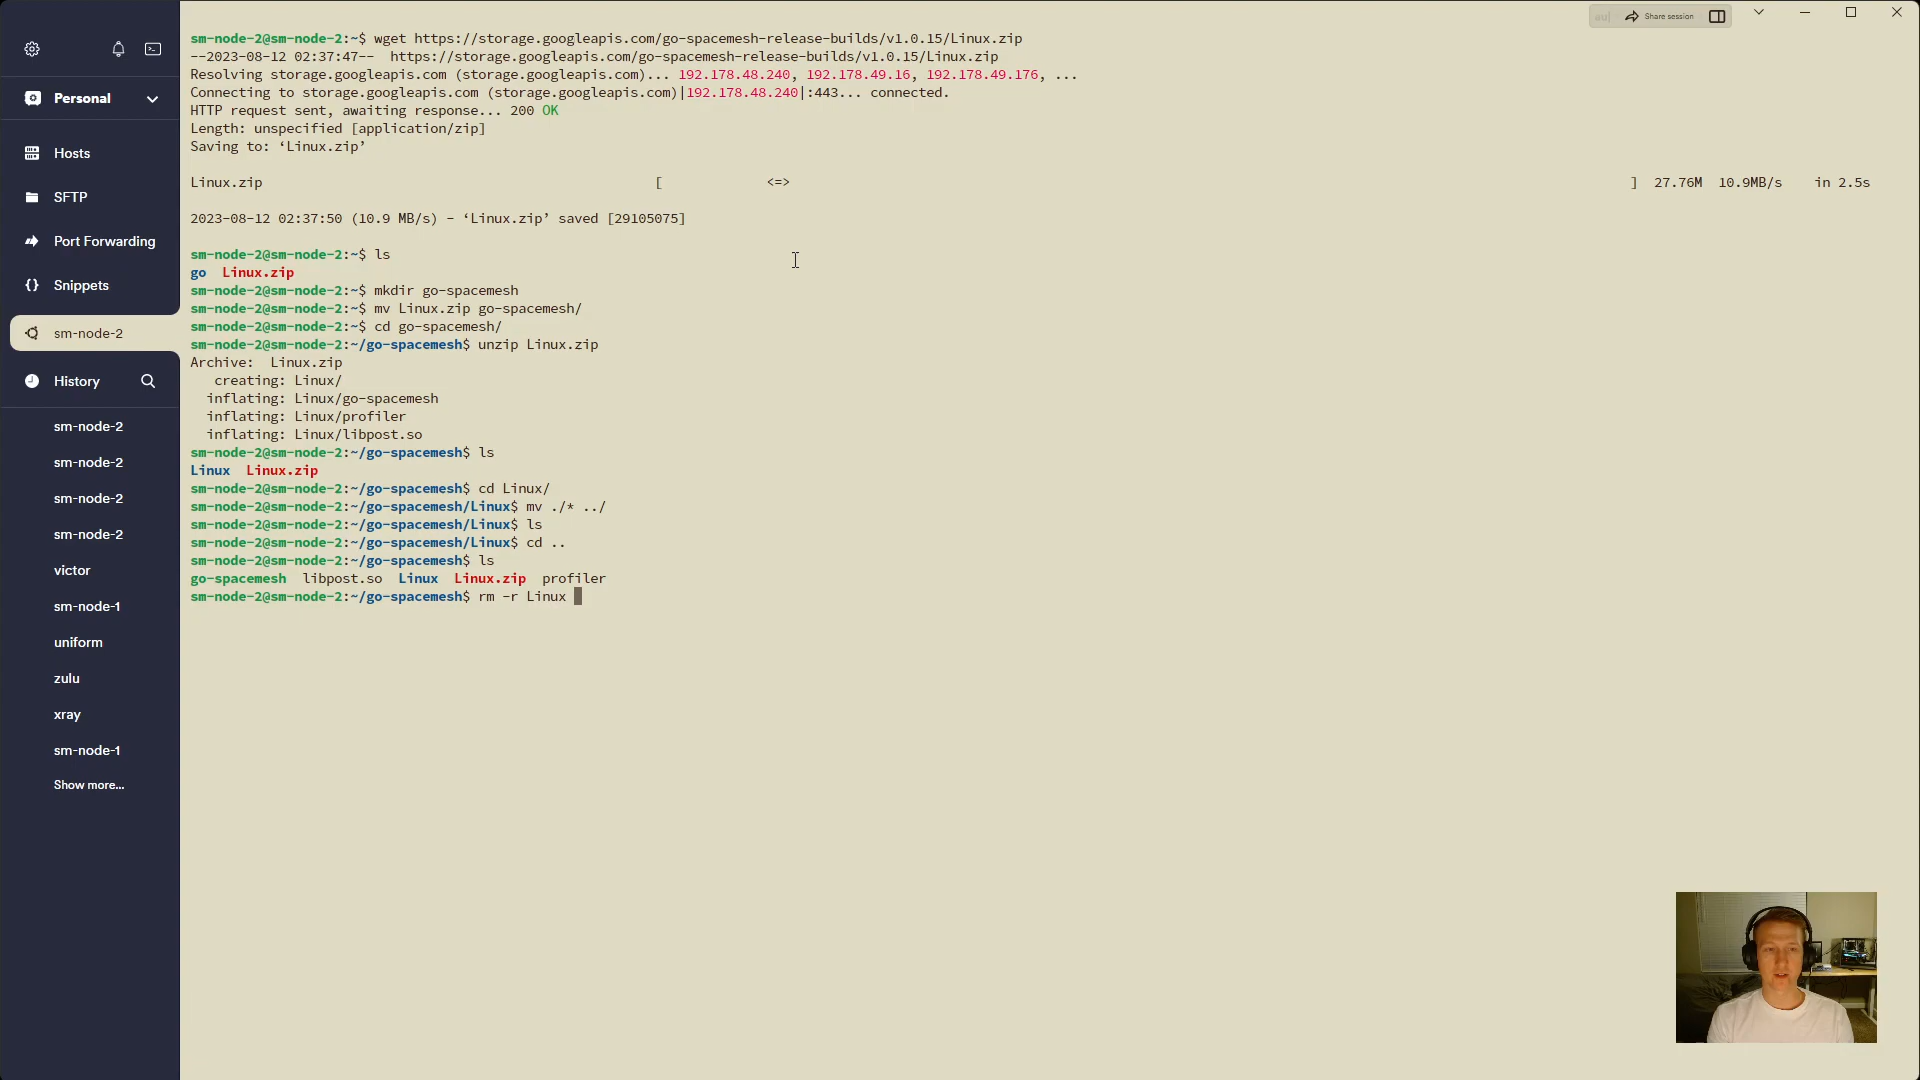 Share session
Personal
Hosts
SFTP
Port Forwarding
Snippets
sm-node-2
History
sm-node-2
sm-node-2
sm-node-2
sm-node-2
victor
sm-node-1
uniform
zulu
xray
sm-node-1
Show more...
sm-node-2@sm-node-2:~$ wget https://storage.googleapis.com/go-spacemesh-release-builds/v1.0.15/Linux.zip
--2023-08-12 02:37:47--  https://storage.googleapis.com/go-spacemesh-release-builds/v1.0.15/Linux.zip
Resolving storage.googleapis.com (storage.googleapis.com)... 192.178.48.240, 192.178.49.16, 192.178.49.176, ...
Connecting to storage.googleapis.com (storage.googleapis.com)|192.178.48.240|:443... connected.
HTTP request sent, awaiting response... 200 OK
Length: unspecified [application/zip]
Saving to: ‘Linux.zip’
Linux.zip [ <=> ] 27.76M 10.9MB/s in 2.5s
2023-08-12 02:37:50 (10.9 MB/s) - ‘Linux.zip’ saved [29105075]
sm-node-2@sm-node-2:~$ ls
go  Linux.zip
sm-node-2@sm-node-2:~$ mkdir go-spacemesh
sm-node-2@sm-node-2:~$ mv Linux.zip go-spacemesh/
sm-node-2@sm-node-2:~$ cd go-spacemesh/
sm-node-2@sm-node-2:~/go-spacemesh$ unzip Linux.zip
Archive:  Linux.zip
creating: Linux/
inflating: Linux/go-spacemesh
inflating: Linux/profiler
inflating: Linux/libpost.so
sm-node-2@sm-node-2:~/go-spacemesh$ ls
Linux  Linux.zip
sm-node-2@sm-node-2:~/go-spacemesh$ cd Linux/
sm-node-2@sm-node-2:~/go-spacemesh/Linux$ mv ./* ../
sm-node-2@sm-node-2:~/go-spacemesh/Linux$ ls
sm-node-2@sm-node-2:~/go-spacemesh/Linux$ cd ..
sm-node-2@sm-node-2:~/go-spacemesh$ ls
go-spacemesh  libpost.so  Linux  Linux.zip  profiler
sm-node-2@sm-node-2:~/go-spacemesh$ rm -r Linux